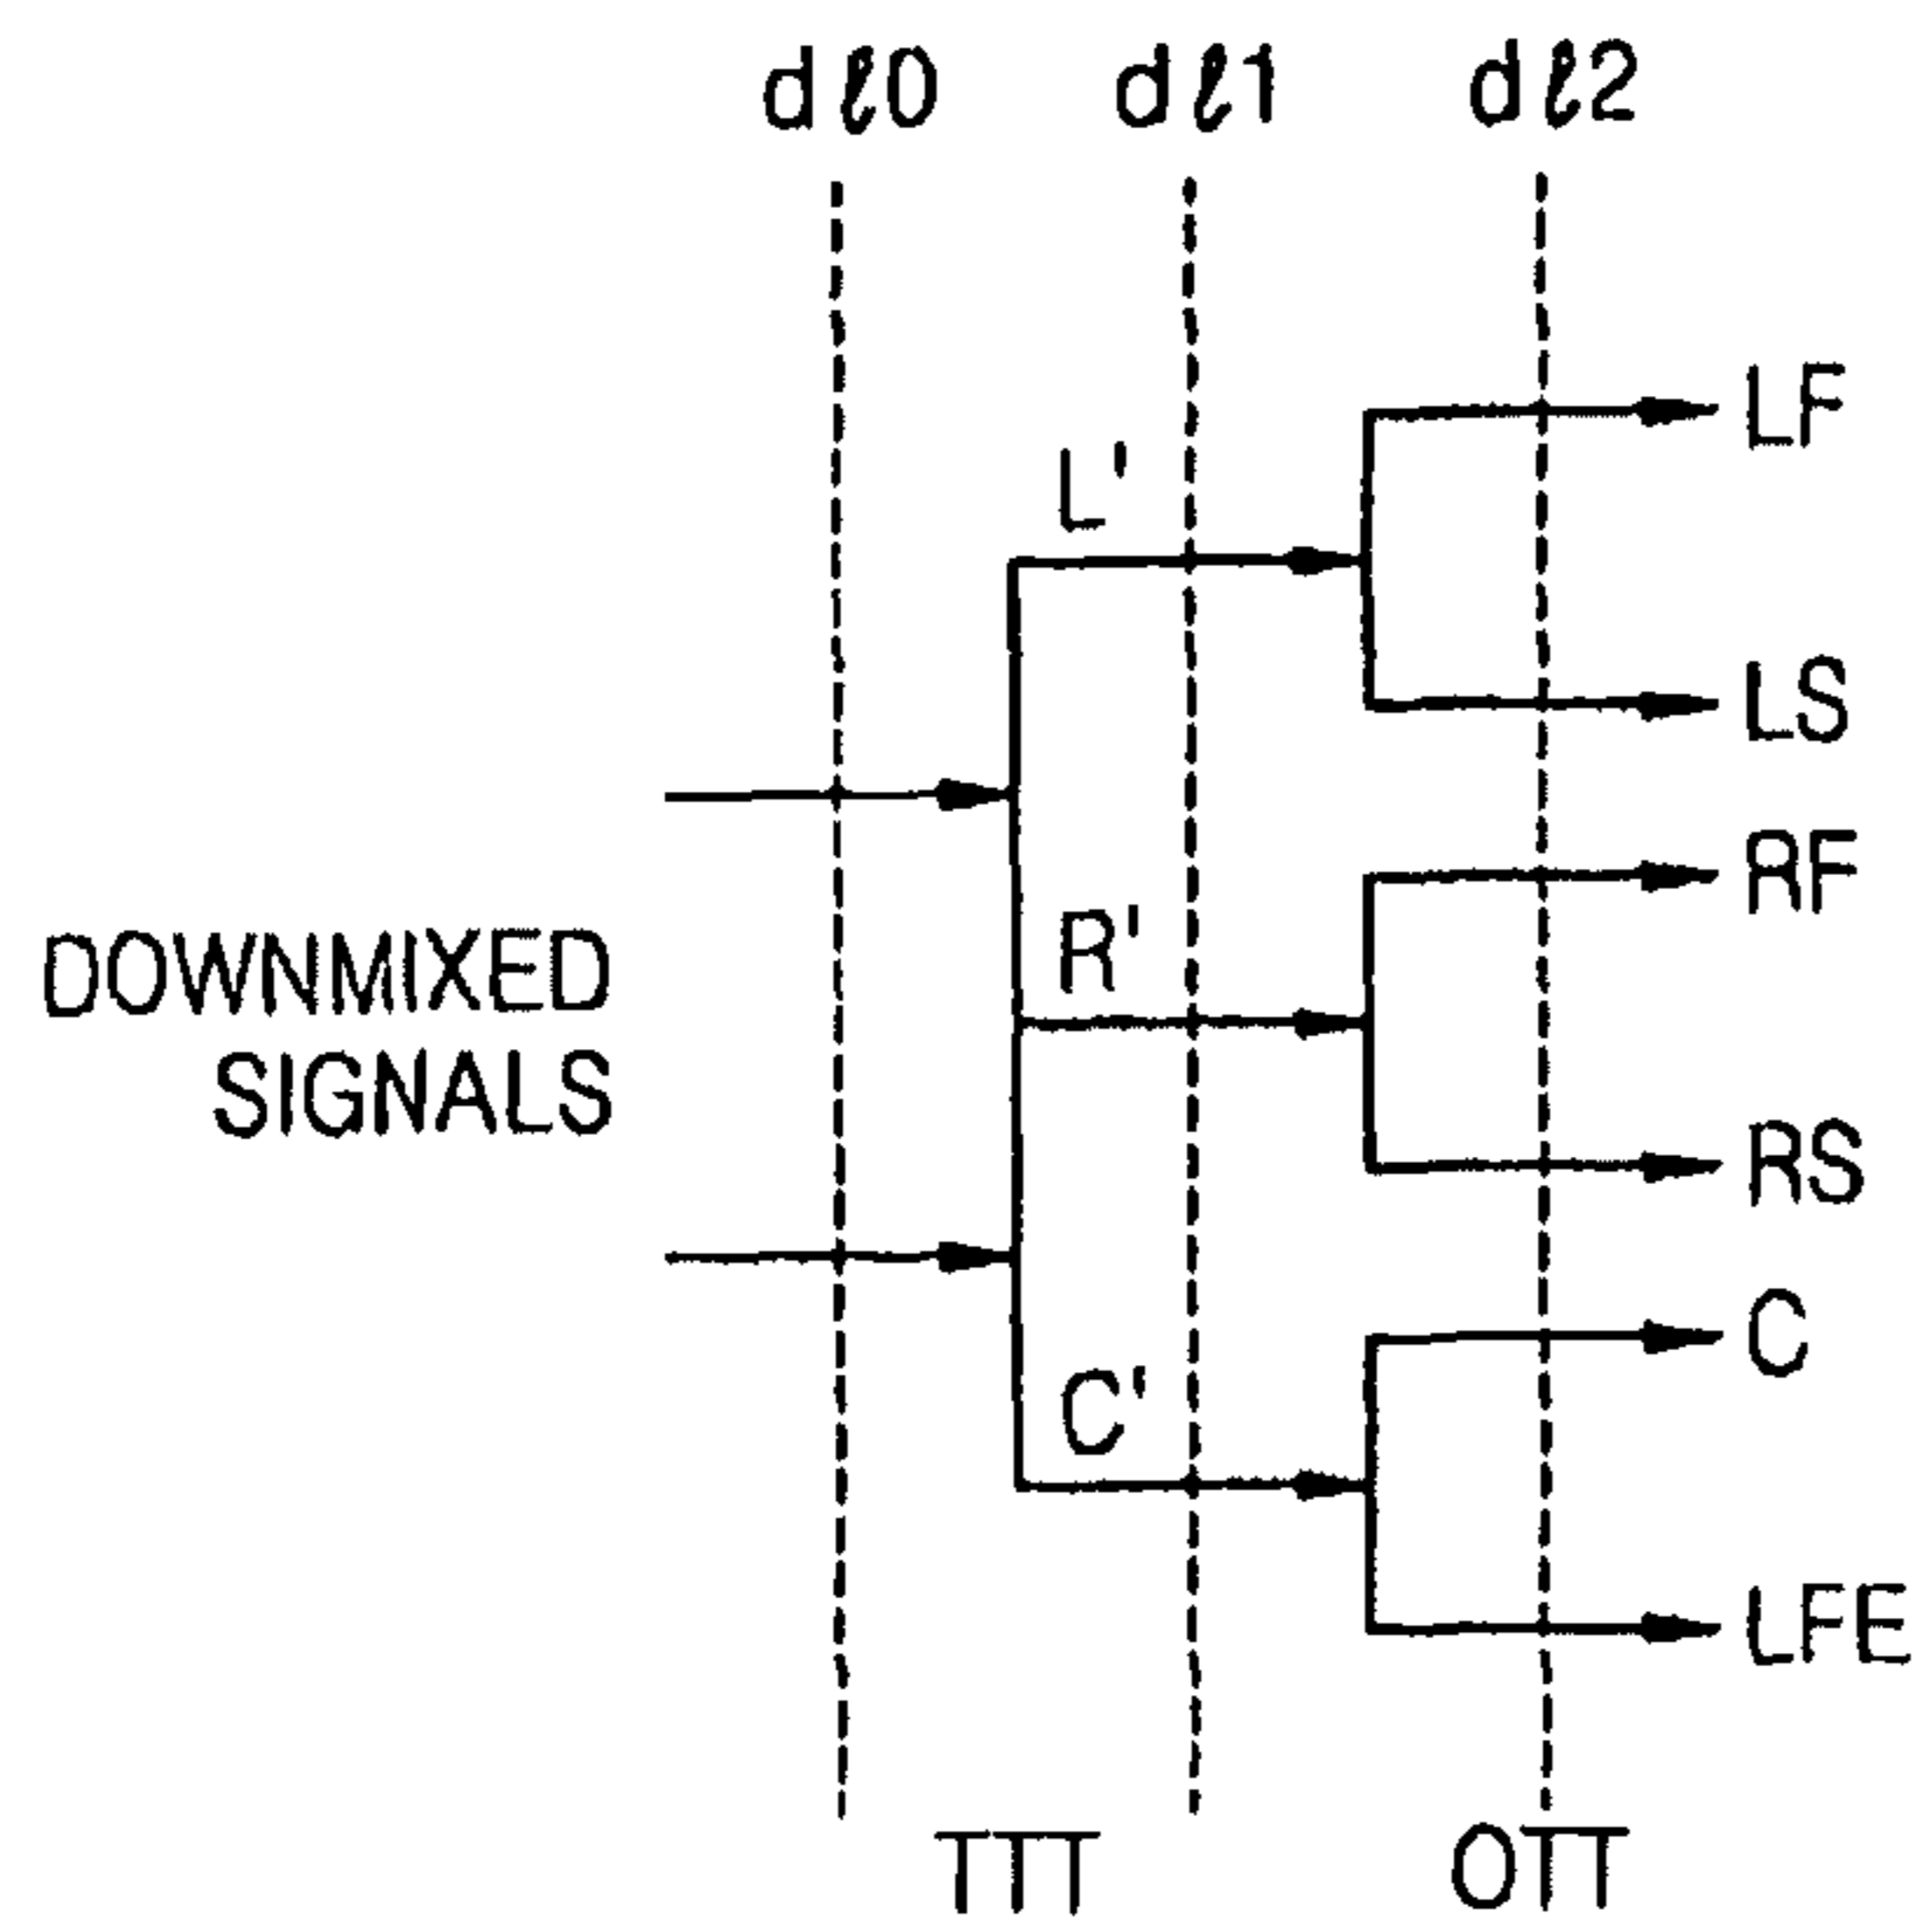 dℓ0 dℓ1 dℓ2
LF
L'
LS
RF
R'
DOWNMIXED
SIGNALS
RS
C
C'
LFE
TTT OTT